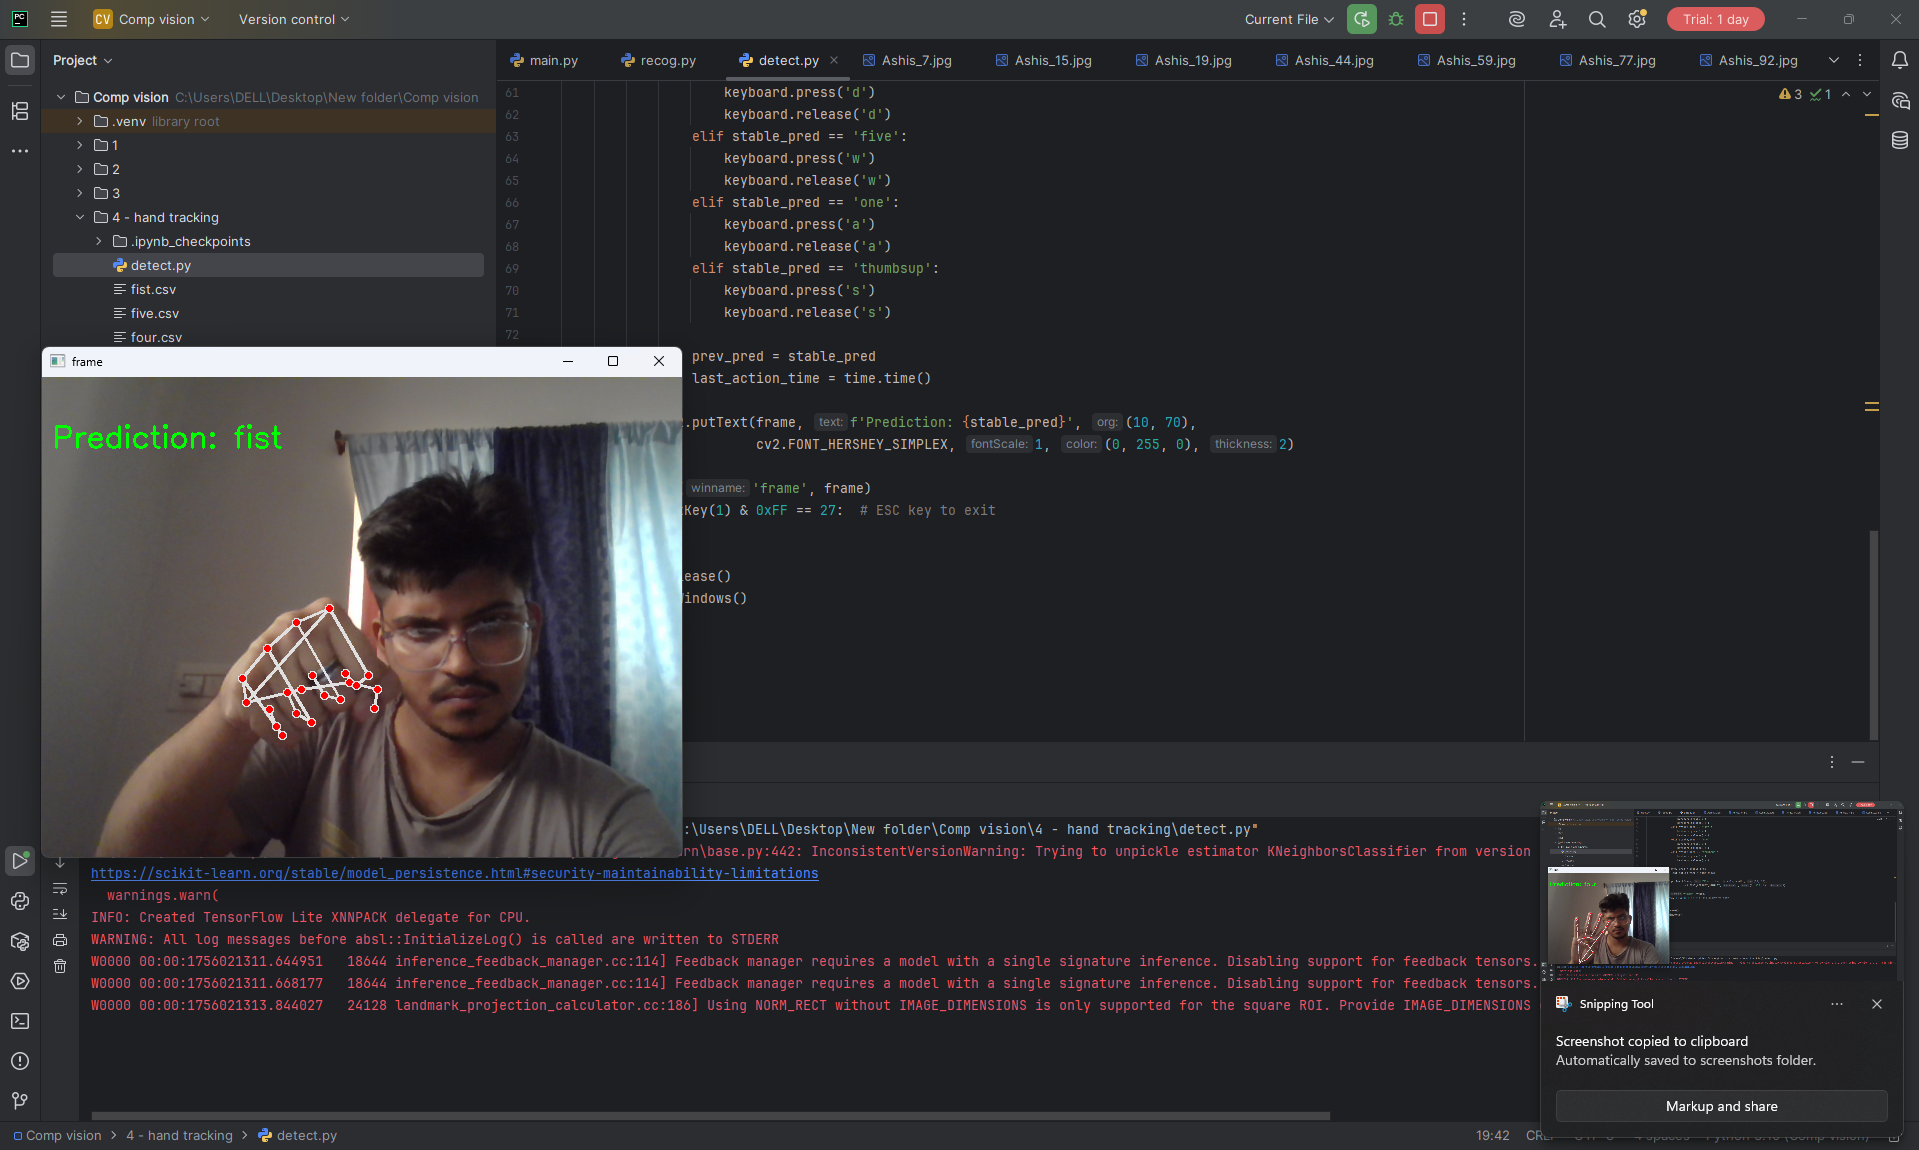 PC
CV Comp vision
Version control
Current File
Trial: 1 day
Project
main.py
recog.py
detect.py
Ashis_7.jpg
Ashis_15.jpg
Ashis_19.jpg
Ashis_44.jpg
Ashis_59.jpg
Ashis_77.jpg
Ashis_92.jpg
Comp vision C:\Users\DELL\Desktop\New folder\Comp vision
.venv library root
1
2
3
4 - hand tracking
.ipynb_checkpoints
detect.py
fist.csv
five.csv
four.csv
3 1
61 keyboard.press('d')
62 keyboard.release('d')
63 elif stable_pred == 'five':
64 keyboard.press('w')
65 keyboard.release('w')
66 elif stable_pred == 'one':
67 keyboard.press('a')
68 keyboard.release('a')
69 elif stable_pred == 'thumbsup':
70 keyboard.press('s')
71 keyboard.release('s')
72
prev_pred = stable_pred
last_action_time = time.time()
.putText(frame, text: f'Prediction: {stable_pred}', org: (10, 70),
cv2.FONT_HERSHEY_SIMPLEX, fontScale: 1, color: (0, 255, 0), thickness: 2)
winname: 'frame', frame)
Key(1) & 0xFF == 27: # ESC key to exit
ease()
indows()
frame
Prediction: fist
:\Users\DELL\Desktop\New folder\Comp vision\4 - hand tracking\detect.py"
rn\base.py:442: InconsistentVersionWarning: Trying to unpickle estimator KNeighborsClassifier from version
https://scikit-learn.org/stable/model_persistence.html#security-maintainability-limitations
warnings.warn(
INFO: Created TensorFlow Lite XNNPACK delegate for CPU.
WARNING: All log messages before absl::InitializeLog() is called are written to STDERR
W0000 00:00:1756021311.644951 18644 inference_feedback_manager.cc:114] Feedback manager requires a model with a single signature inference. Disabling support for feedback tensors.
W0000 00:00:1756021311.668177 18644 inference_feedback_manager.cc:114] Feedback manager requires a model with a single signature inference. Disabling support for feedback tensors.
W0000 00:00:1756021313.844027 24128 landmark_projection_calculator.cc:186] Using NORM_RECT without IMAGE_DIMENSIONS is only supported for the square ROI. Provide IMAGE_DIMENSIONS
Prediction: four
Snipping Tool
Screenshot copied to clipboard
Automatically saved to screenshots folder.
Markup and share
Comp vision > 4 - hand tracking > detect.py
19:42